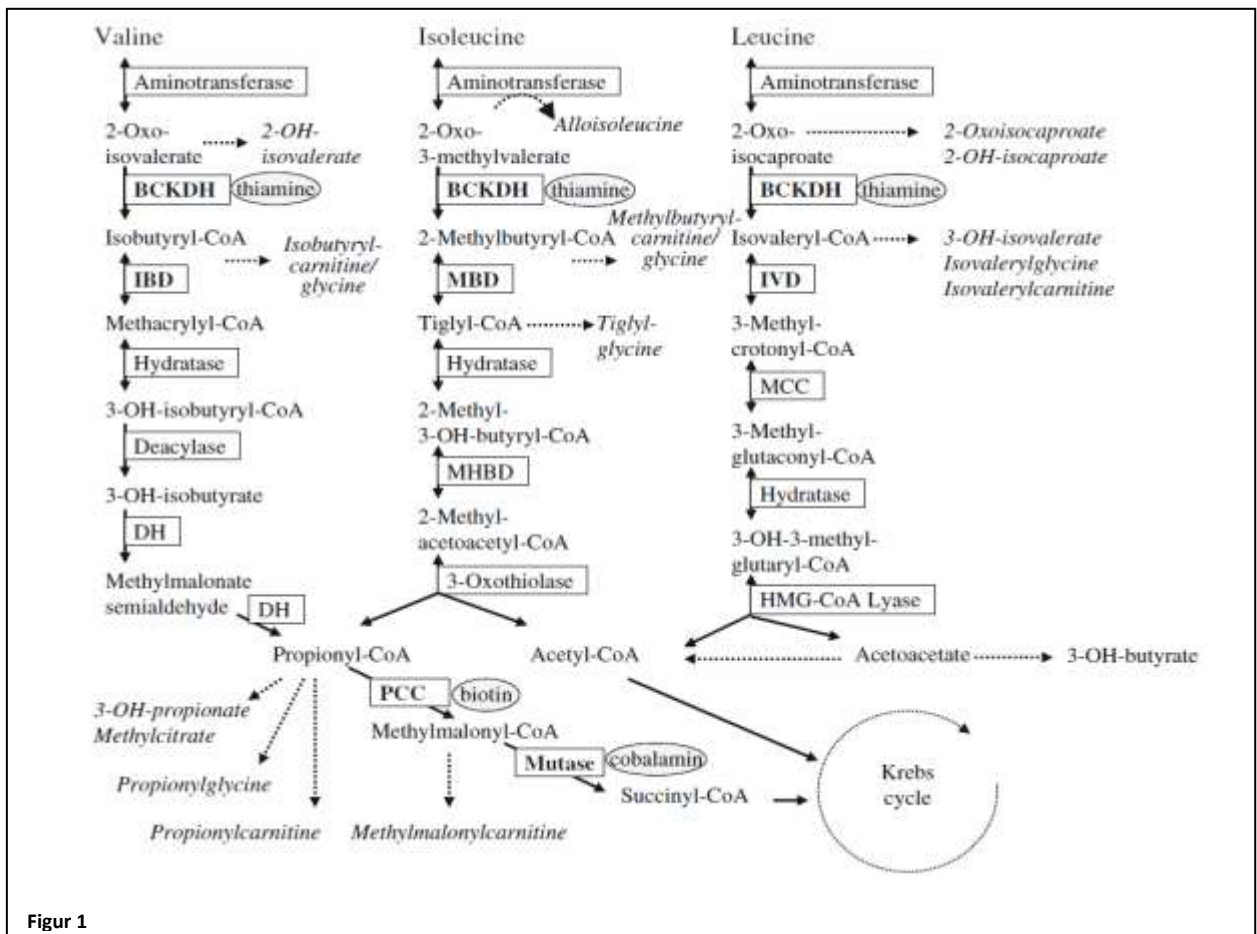 Valine Isoleucine Leucine
Aminotransferase Aminotransferase Aminotransferase
Alloisoleucine
2-Oxo- 2-OH- 2-Oxo- 2-Oxo- 2-Oxoisocaproate
isovalerate isovalerate 3-methylvalerate isocaproate 2-OH-isocaproate
BCKDH thiamine BCKDH thiamine BCKDH thiamine
Methylbutyryl-
Isobutyryl-CoA Isobutyryl- 2-Methylbutyryl-CoA carnitine/ Isovaleryl-CoA 3-OH-isovalerate
carnitine/ glycine Isovalerylglycine
IBD glycine MBD IVD Isovalerylcarnitine
Methacrylyl-CoA Tiglyl-CoA Tiglyl- 3-Methyl-
glycine crotonyl-CoA
Hydratase Hydratase MCC
3-OH-isobutyryl-CoA 2-Methyl- 3-Methyl-
3-OH-butyryl-CoA glutaconyl-CoA
Deacylase MHBD Hydratase
3-OH-isobutyrate 2-Methyl- 3-OH-3-methyl-
acetoacetyl-CoA glutaryl-CoA
DH
Methylmalonate 3-Oxothiolase HMG-CoA Lyase
semialdehyde DH
Propionyl-CoA Acetyl-CoA Acetoacetate 3-OH-butyrate
PCC biotin
3-OH-propionate
Methylcitrate Methylmalonyl-CoA
Mutase cobalamin Krebs
Propionylglycine Succinyl-CoA cycle
Propionylcarnitine Methylmalonylcarnitine
Figur 1